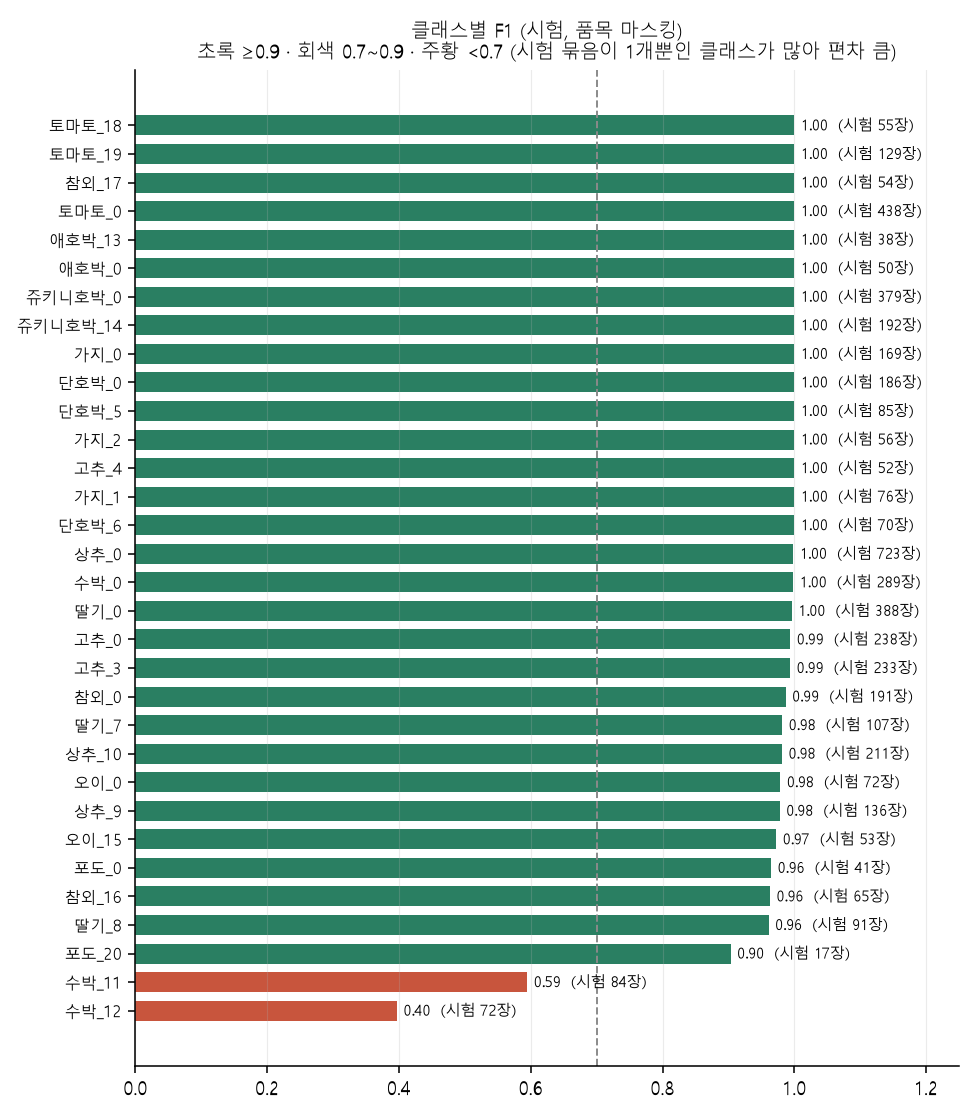 클래스별 F1 (시험, 품목 마스킹)
초록 ≥0.9 · 회색 0.7~0.9 · 주황 <0.7 (시험 묶음이 1개뿐인 클래스가 많아 편차 큼)
토마토_18 1.00 (시험 55장)
토마토_19 1.00 (시험 129장)
참외_17 1.00 (시험 54장)
토마토_0 1.00 (시험 438장)
애호박_13 1.00 (시험 38장)
애호박_0 1.00 (시험 50장)
쥬키니호박_0 1.00 (시험 379장)
쥬키니호박_14 1.00 (시험 192장)
가지_0 1.00 (시험 169장)
단호박_0 1.00 (시험 186장)
단호박_5 1.00 (시험 85장)
가지_2 1.00 (시험 56장)
고추_4 1.00 (시험 52장)
가지_1 1.00 (시험 76장)
단호박_6 1.00 (시험 70장)
상추_0 1.00 (시험 723장)
수박_0 1.00 (시험 289장)
딸기_0 1.00 (시험 388장)
고추_0 0.99 (시험 238장)
고추_3 0.99 (시험 233장)
참외_0 0.99 (시험 191장)
딸기_7 0.98 (시험 107장)
상추_10 0.98 (시험 211장)
오이_0 0.98 (시험 72장)
상추_9 0.98 (시험 136장)
오이_15 0.97 (시험 53장)
포도_0 0.96 (시험 41장)
참외_16 0.96 (시험 65장)
딸기_8 0.96 (시험 91장)
포도_20 0.90 (시험 17장)
수박_11 0.59 (시험 84장)
수박_12 0.40 (시험 72장)
0.0 0.2 0.4 0.6 0.8 1.0 1.2